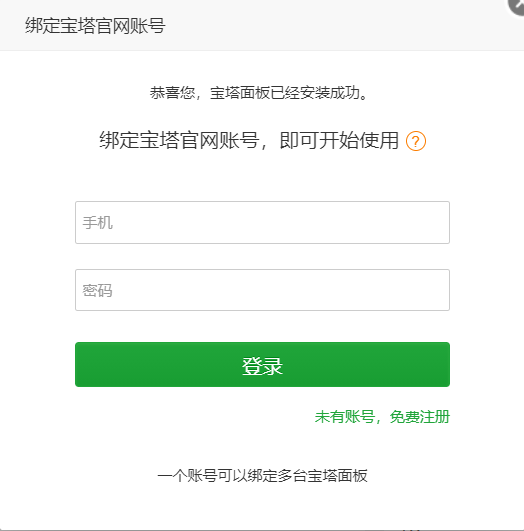 绑定宝塔官网账号
恭喜您，宝塔面板已经安装成功。
绑定宝塔官网账号，即可开始使用 ?
手机
密码
登录
未有账号，免费注册
一个账号可以绑定多台宝塔面板